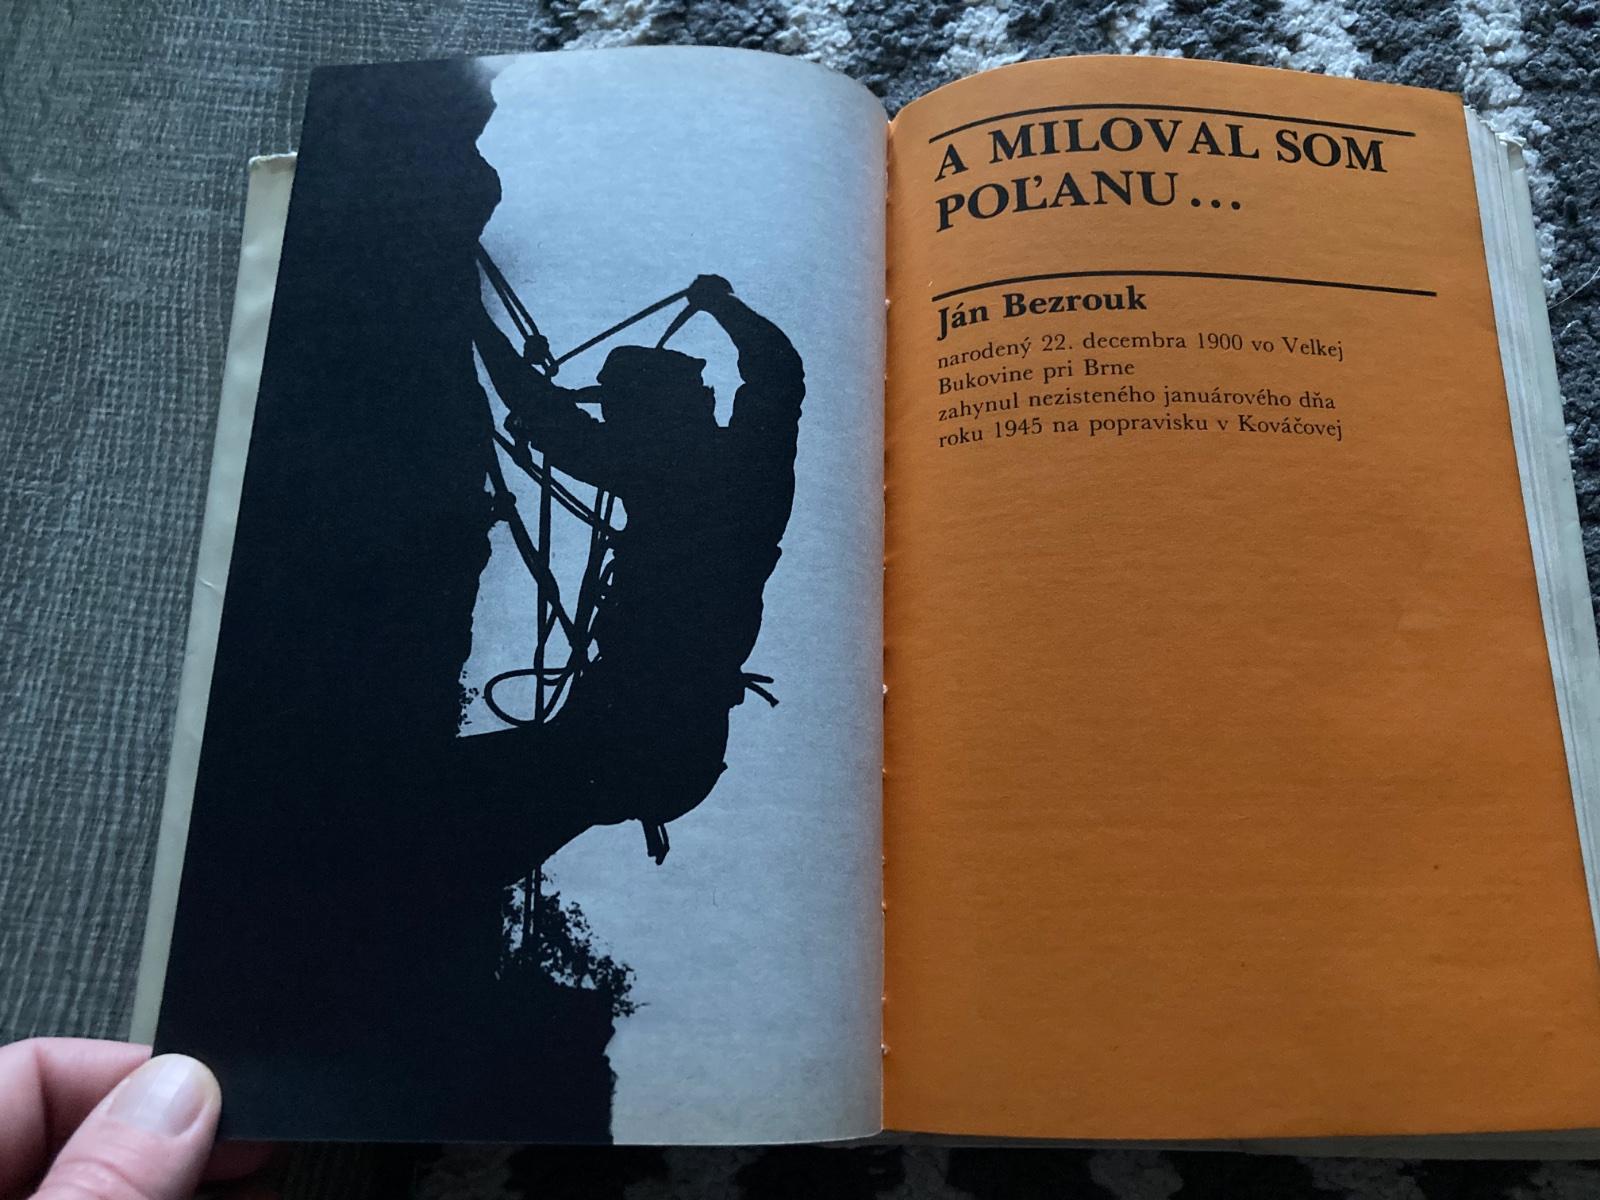 A MILOVAL SOM
POĽANU...
Ján Bezrouk
narodený 22. decembra 1900 vo Velkej
Bukovine pri Brne
zahynul nezisteného januárového dňa
roku 1945 na popravisku v Kováčovej